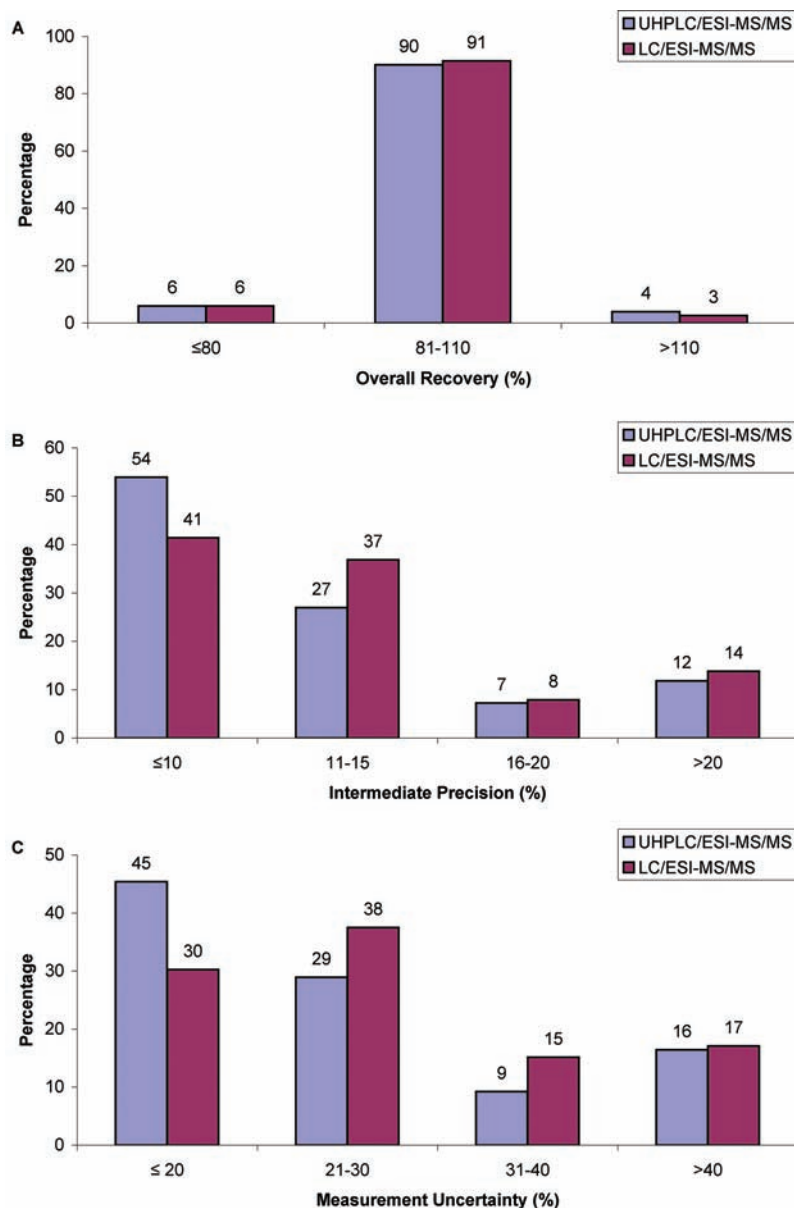 A
UHPLC/ESI-MS/MS
LC/ESI-MS/MS
Percentage
100
80
60
40
20
0
6 6 90 91 4 3
≤80 81-110 >110
Overall Recovery (%)
B
UHPLC/ESI-MS/MS
LC/ESI-MS/MS
Percentage
60
50
40
30
20
10
0
54 41 27 37 7 8 12 14
≤10 11-15 16-20 >20
Intermediate Precision (%)
C
UHPLC/ESI-MS/MS
LC/ESI-MS/MS
Percentage
50
40
30
20
10
0
45 30 29 38 9 15 16 17
≤ 20 21-30 31-40 >40
Measurement Uncertainty (%)